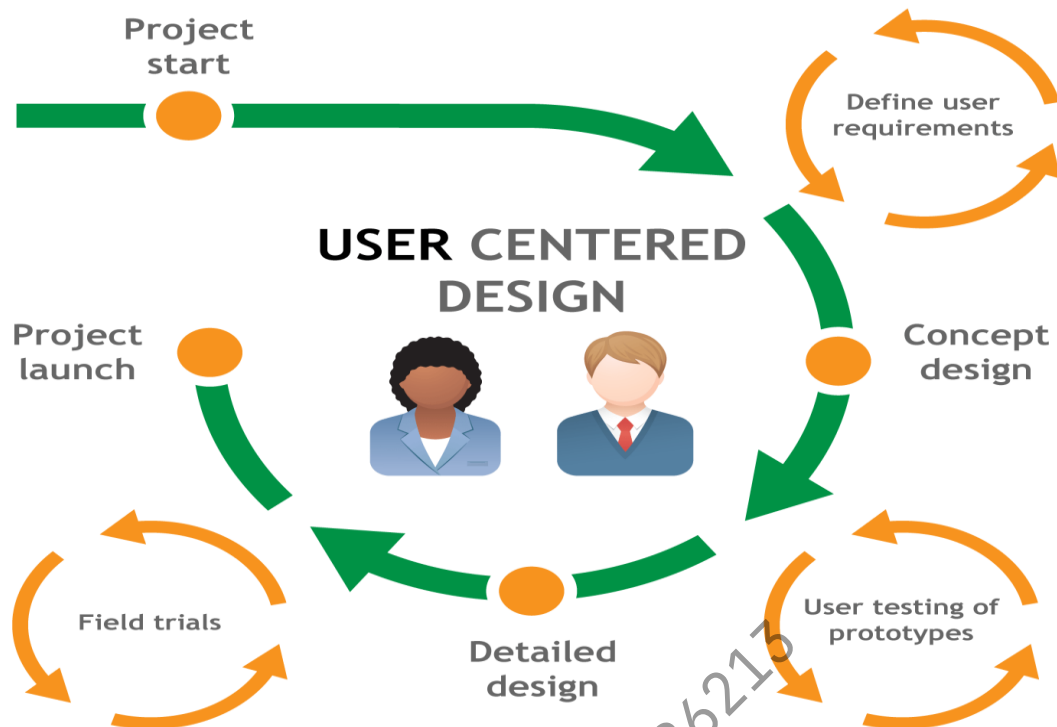 Project
start
Define user
requirements
USER CENTERED
DESIGN
Project
launch
Concept
design
Field trials
User testing of
prototypes
Detailed
design